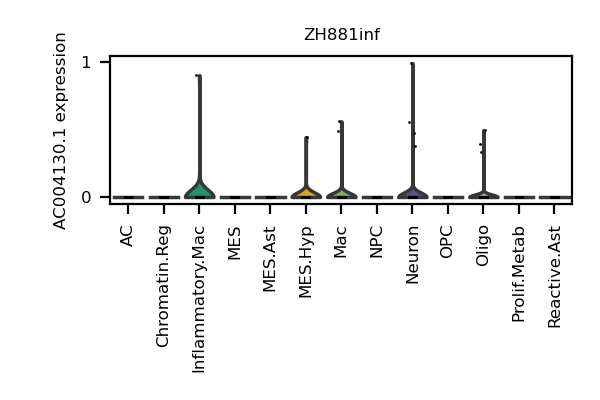 ZH881inf
AC004130.1 expression
1
0
AC
Chromatin.Reg
Inflammatory.Mac
MES
MES.Ast
MES.Hyp
Mac
NPC
Neuron
OPC
Oligo
Prolif.Metab
Reactive.Ast